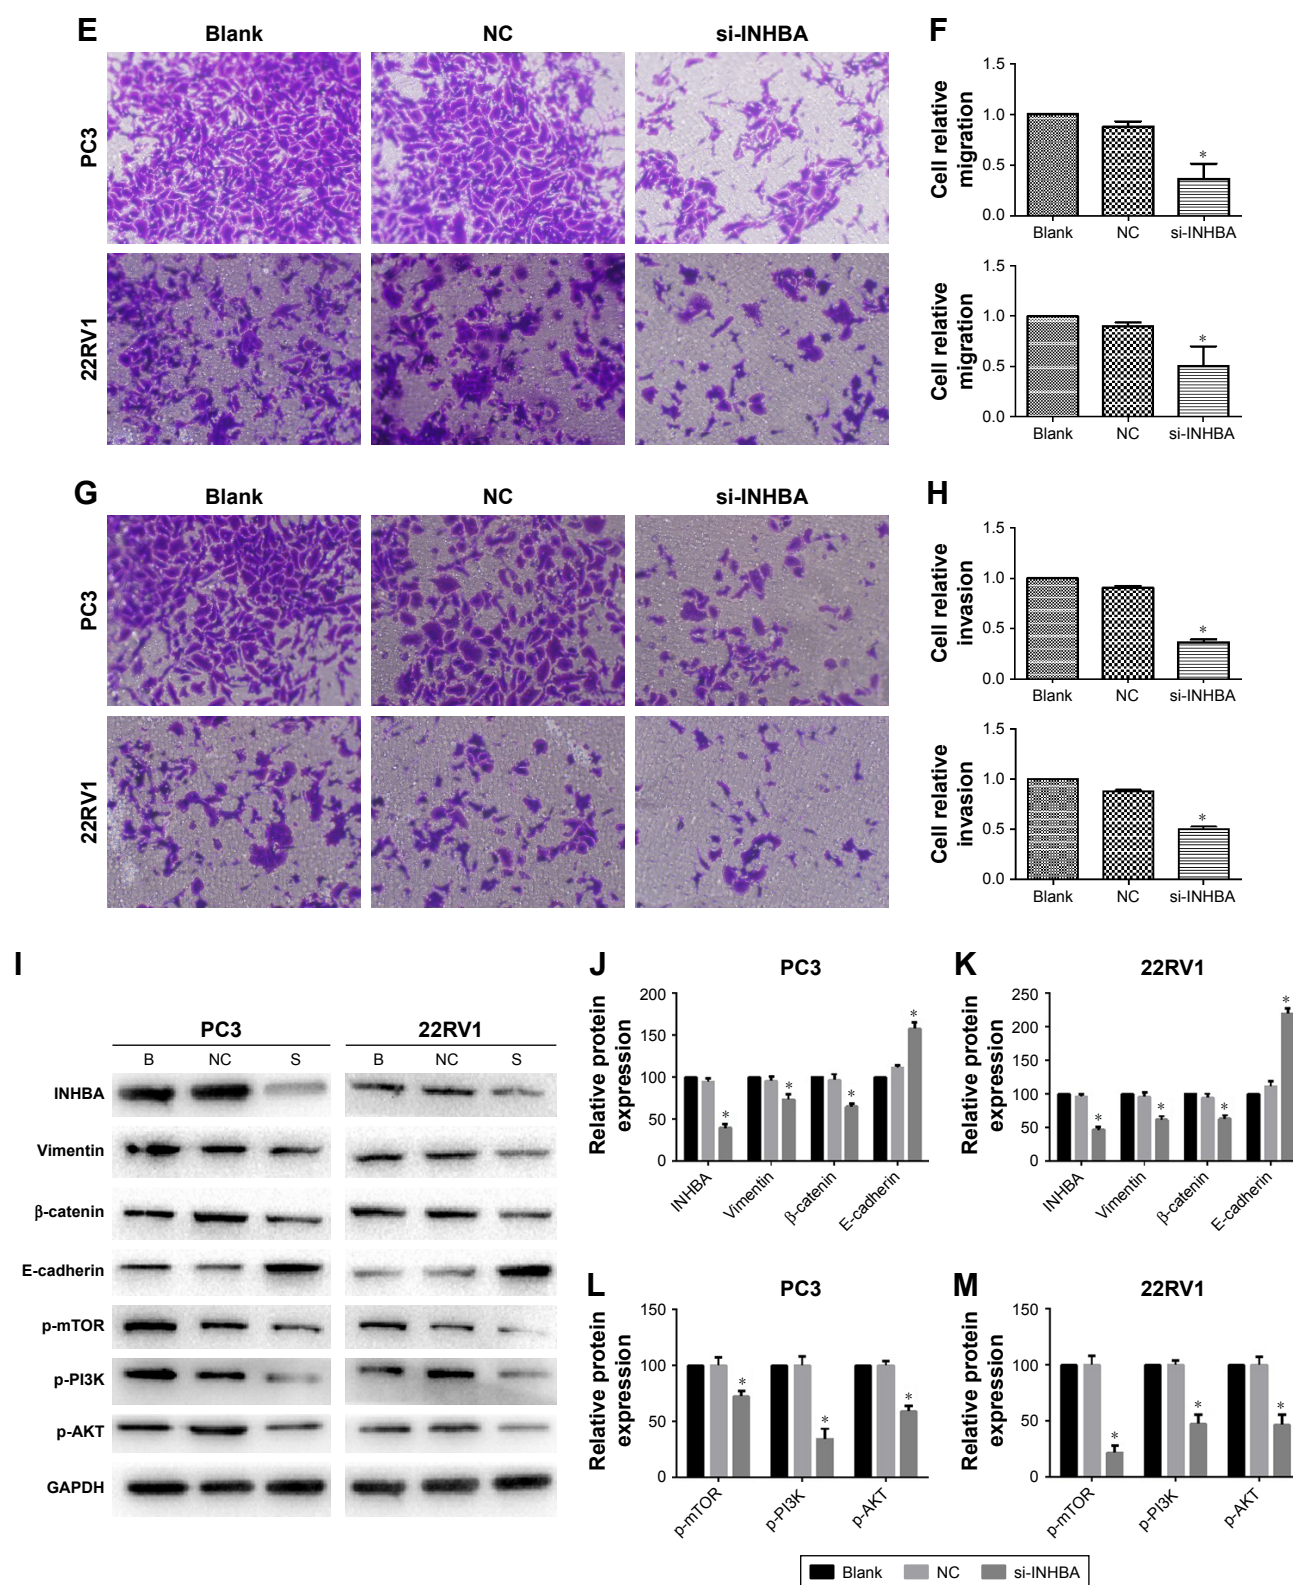 E
Blank NC si-INHBA
PC3
22RV1
F
Cell relative
migration
1.5
1.0
0.5
0.0
Blank NC si-INHBA
*
Cell relative
migration
1.5
1.0
0.5
0.0
Blank NC si-INHBA
*
G
Blank NC si-INHBA
PC3
22RV1
H
Cell relative
invasion
1.5
1.0
0.5
0.0
Blank NC si-INHBA
*
Cell relative
invasion
1.5
1.0
0.5
0.0
Blank NC si-INHBA
*
I
PC3 22RV1
B NC S B NC S
INHBA
Vimentin
β-catenin
E-cadherin
p-mTOR
p-PI3K
p-AKT
GAPDH
J
PC3
Relative protein
expression
200
150
100
50
0
* * * *
INHBA Vimentin β-catenin E-cadherin
K
22RV1
Relative protein
expression
250
200
150
100
50
0
* * * *
INHBA Vimentin β-catenin E-cadherin
L
PC3
Relative protein
expression
150
100
50
0
* * *
p-mTOR p-PI3K p-AKT
M
22RV1
Relative protein
expression
150
100
50
0
* * *
p-mTOR p-PI3K p-AKT
Blank NC si-INHBA